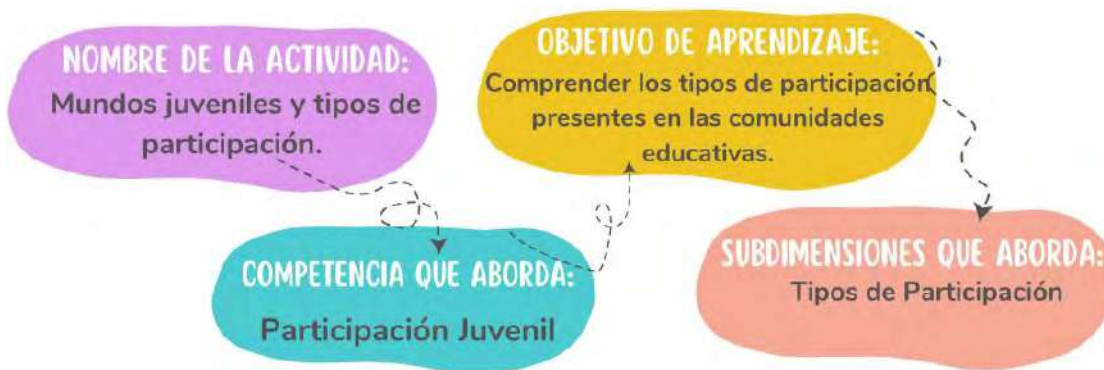 NOMBRE DE LA ACTIVIDAD:
Mundos juveniles y tipos de
participación.
COMPETENCIA QUE ABORDA:
Participación Juvenil
OBJETIVO DE APRENDIZAJE:
Comprender los tipos de participación
presentes en las comunidades
educativas.
SUBDIMENSIONES QUE ABORDA:
Tipos de Participación